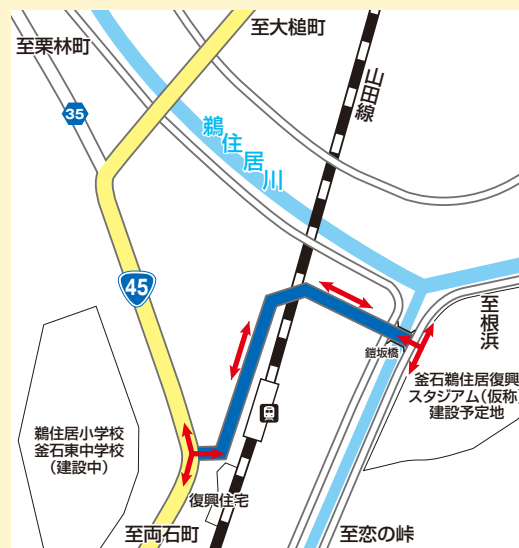 至大槌町
至栗林町
山田線
35
鵜住居川
45
至根浜
鎧坂橋
釜石鵜住居復興
スタジアム(仮称)
建設予定地
鵜住居小学校
釜石東中学校
(建設中)
復興住宅
至両石町
至恋の峠